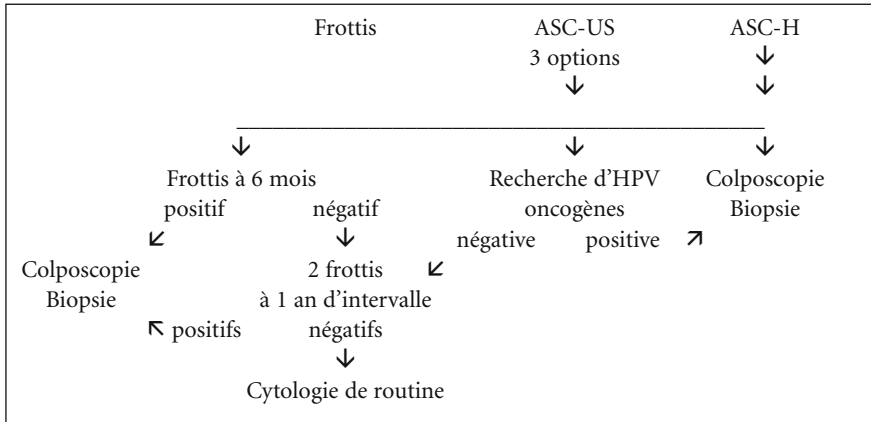 Frottis ASC-US ASC-H
3 options ↓
↓ ↓
↓ ↓ ↓
Frottis à 6 mois Recherche d'HPV Colposcopie
positif négatif oncogènes Biopsie
↙ ↓ négative positive ↗
Colposcopie 2 frottis ↙
Biopsie à 1 an d'intervalle
↖ positifs négatifs
↓
Cytologie de routine